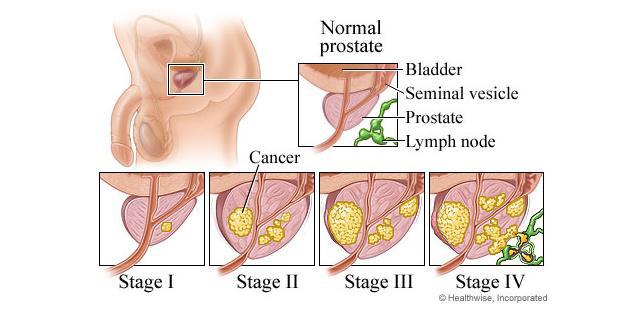 Normal
prostate
Bladder
Seminal vesicle
Prostate
Lymph node
Cancer
Stage I
Stage II
Stage III
Stage IV
© Healthwise, Incorporated